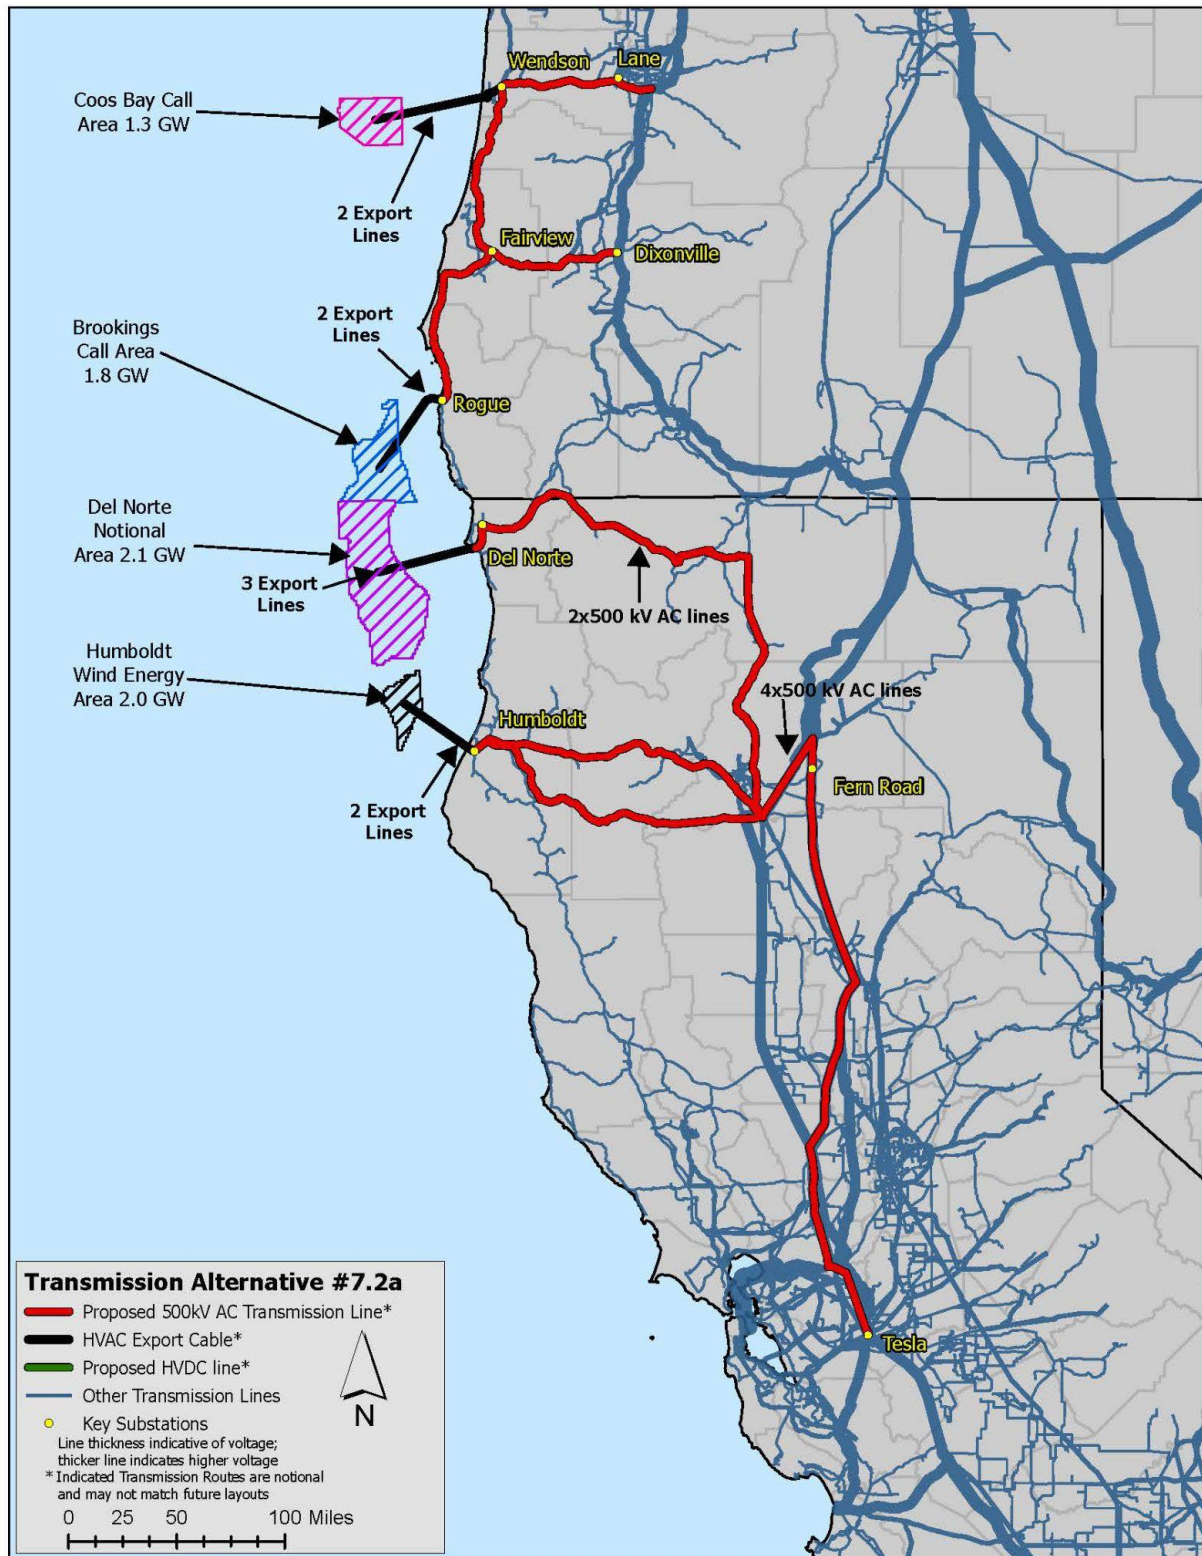 Wendson
Lane
Coos Bay Call
Area 1.3 GW
2 Export
Lines
Fairview
Dixonville
2 Export
Lines
Brookings
Call Area
1.8 GW
Rogue
Del Norte
Notional
Area 2.1 GW
3 Export
Lines
Del Norte
2x500 kV AC lines
Humboldt
Wind Energy
Area 2.0 GW
4x500 kV AC lines
Humboldt
2 Export
Lines
Fern Road
Tesla
Transmission Alternative #7.2a
Proposed 500kV AC Transmission Line*
HVAC Export Cable*
Proposed HVDC line*
Other Transmission Lines
Key Substations
Line thickness indicative of voltage;
thicker line indicates higher voltage
* Indicated Transmission Routes are notional
and may not match future layouts
N
0 25 50 100 Miles